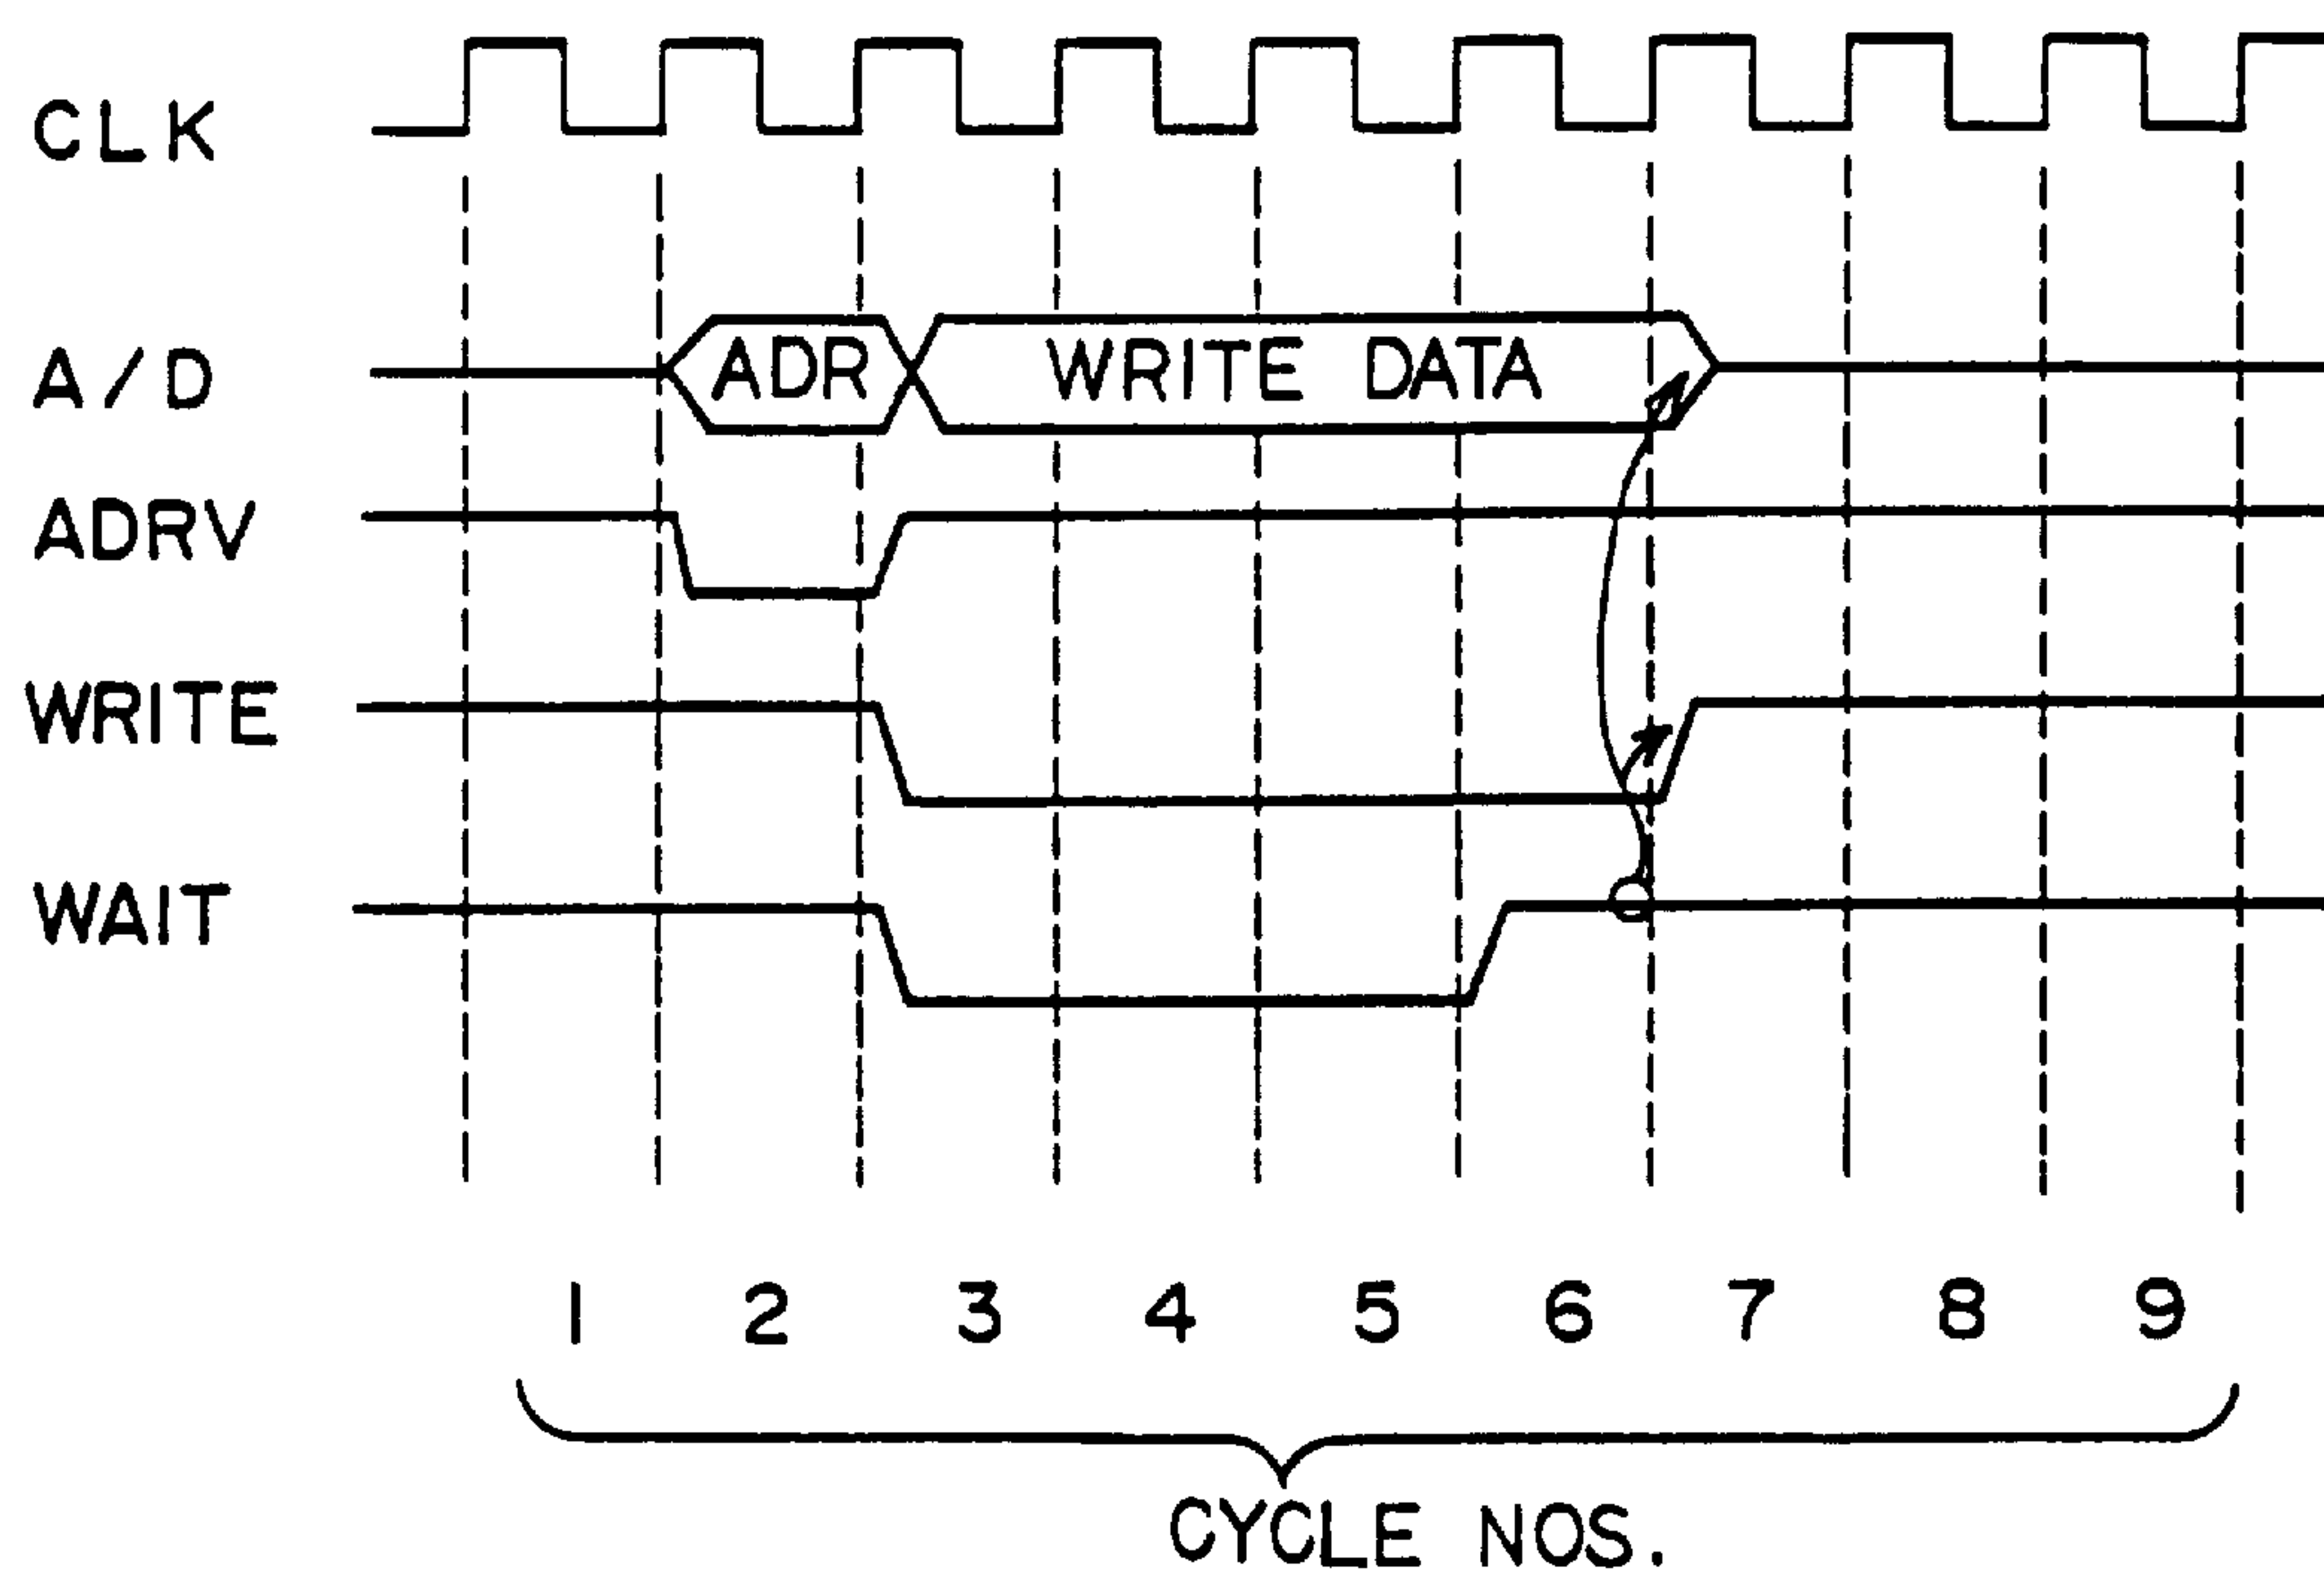 CLK
A/D
ADR WRITE DATA
ADRV
WRITE
WAIT
1 2 3 4 5 6 7 8 9
CYCLE NOS.